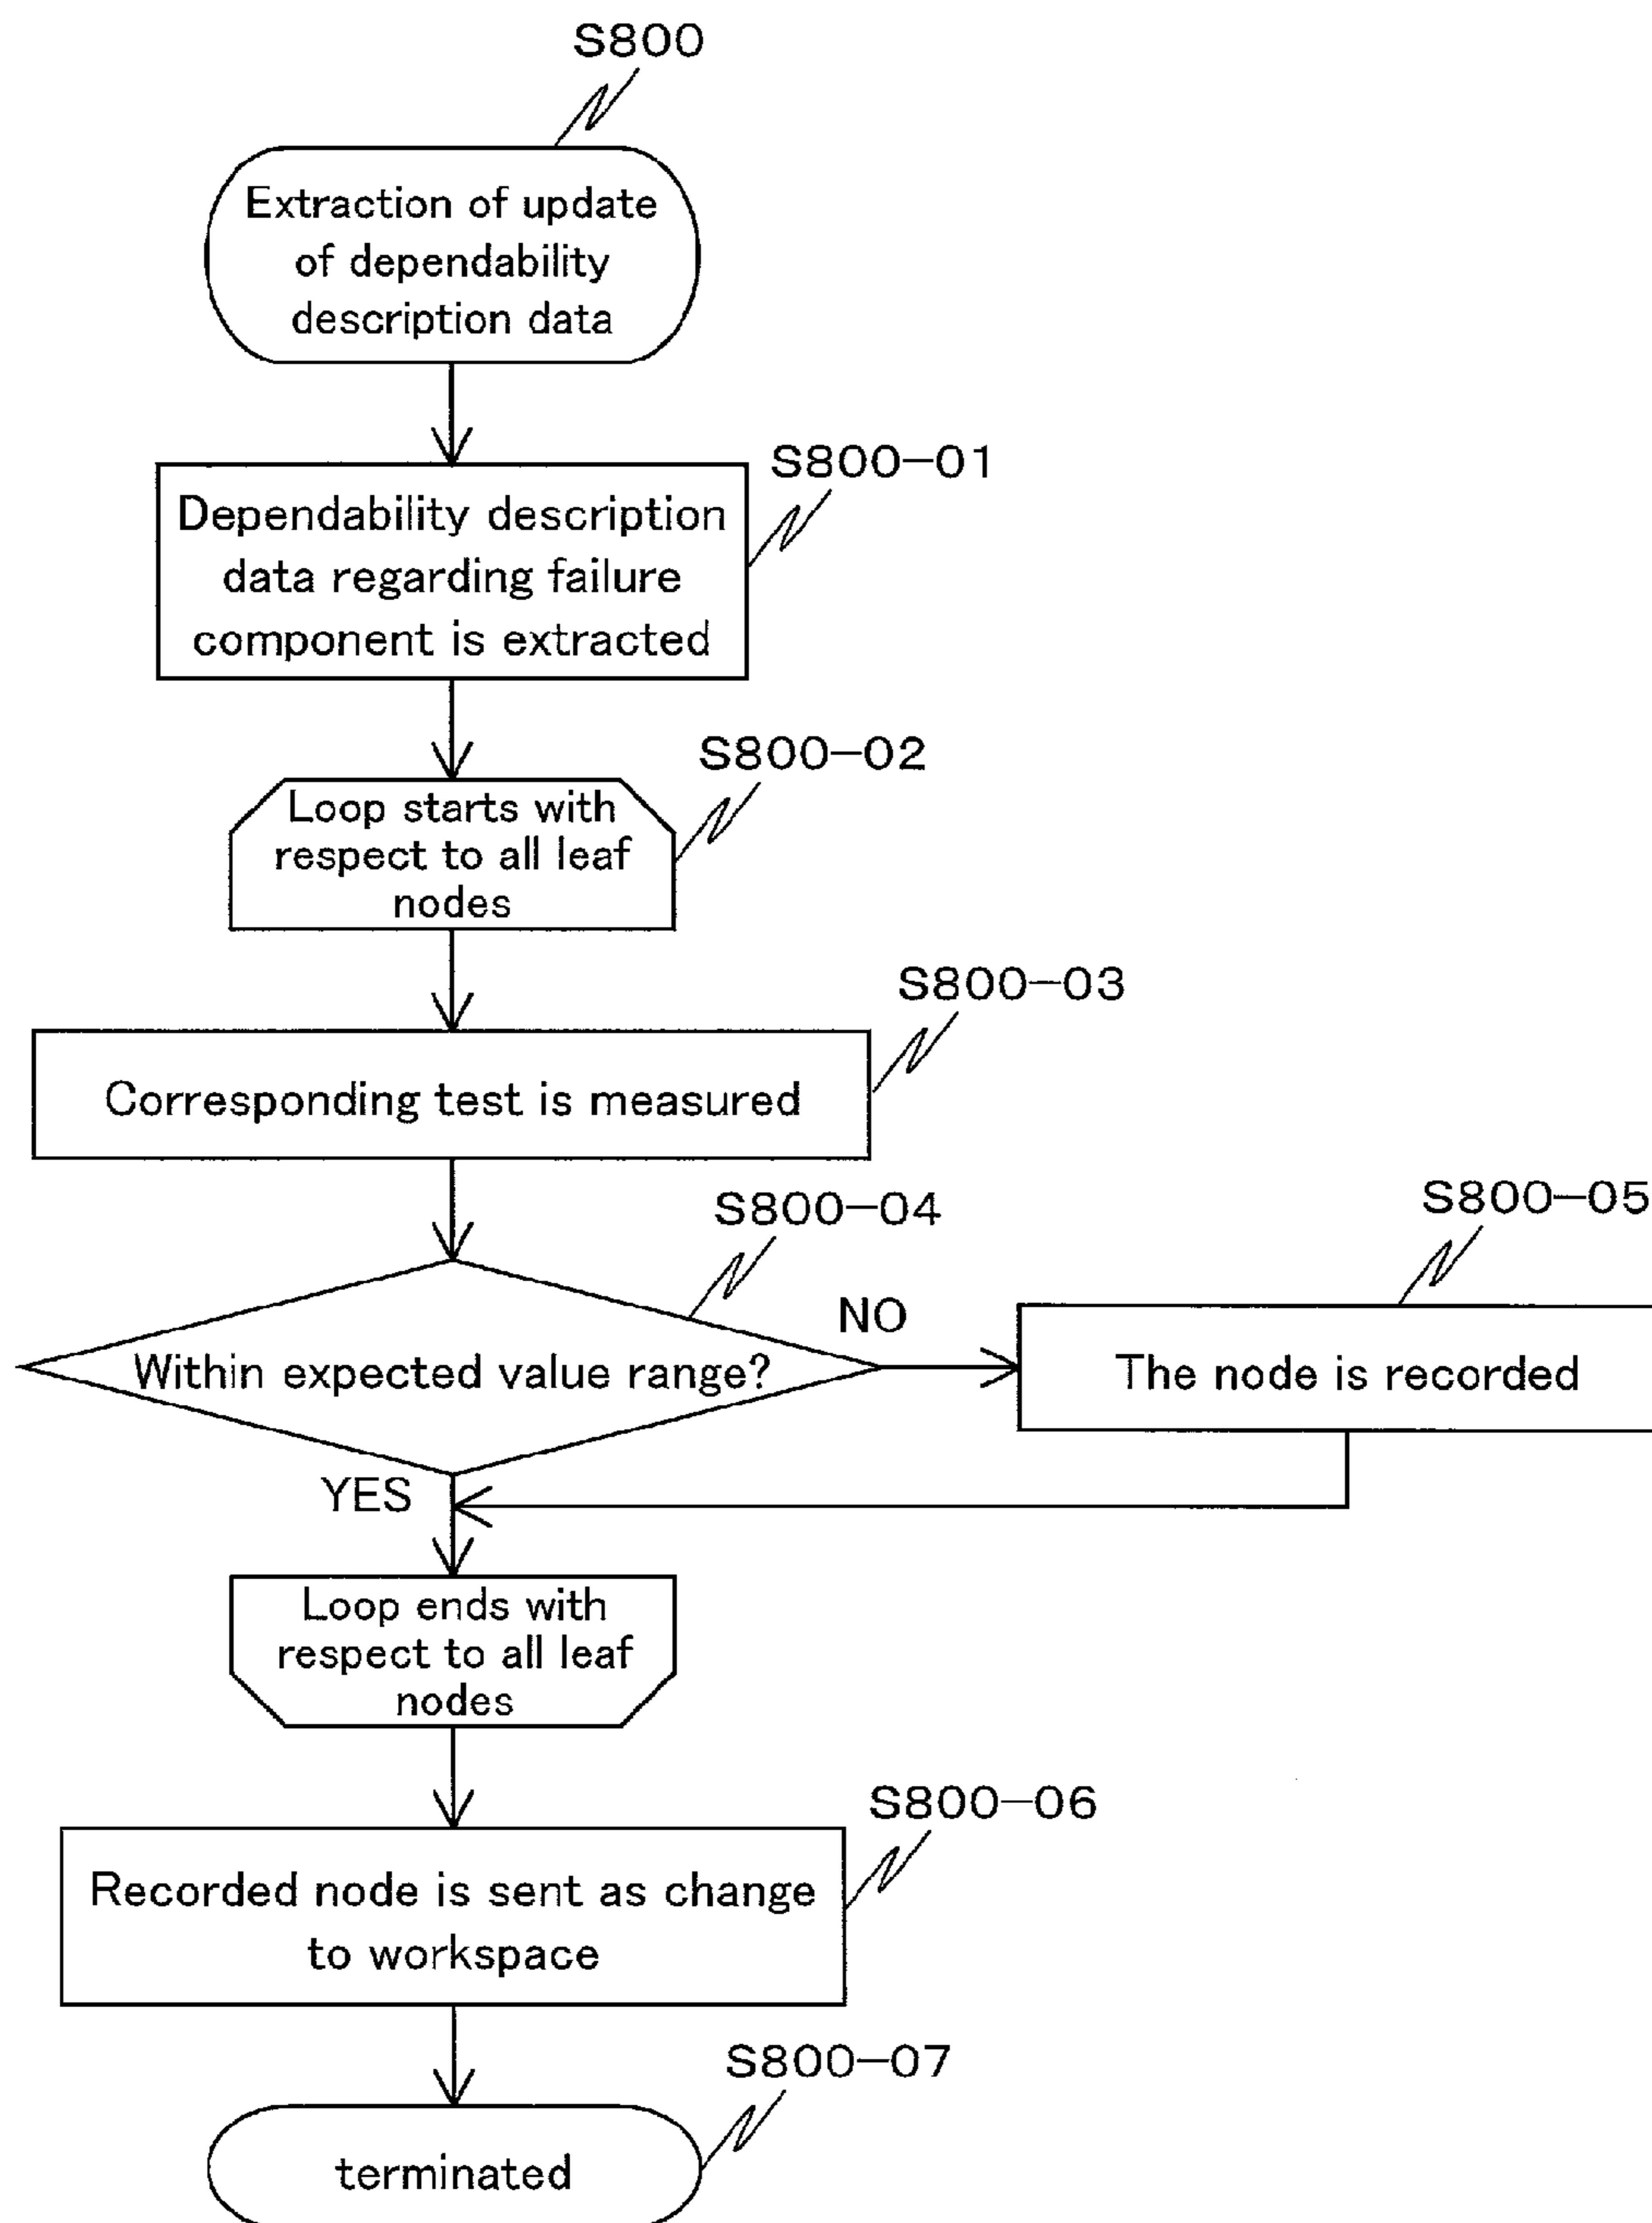 S800
Extraction of update
of dependability
description data
S800-01
Dependability description
data regarding failure
component is extracted
S800-02
Loop starts with
respect to all leaf
nodes
S800-03
Corresponding test is measured
S800-04
Within expected value range?
NO
S800-05
The node is recorded
YES
Loop ends with
respect to all leaf
nodes
S800-06
Recorded node is sent as change
to workspace
S800-07
terminated